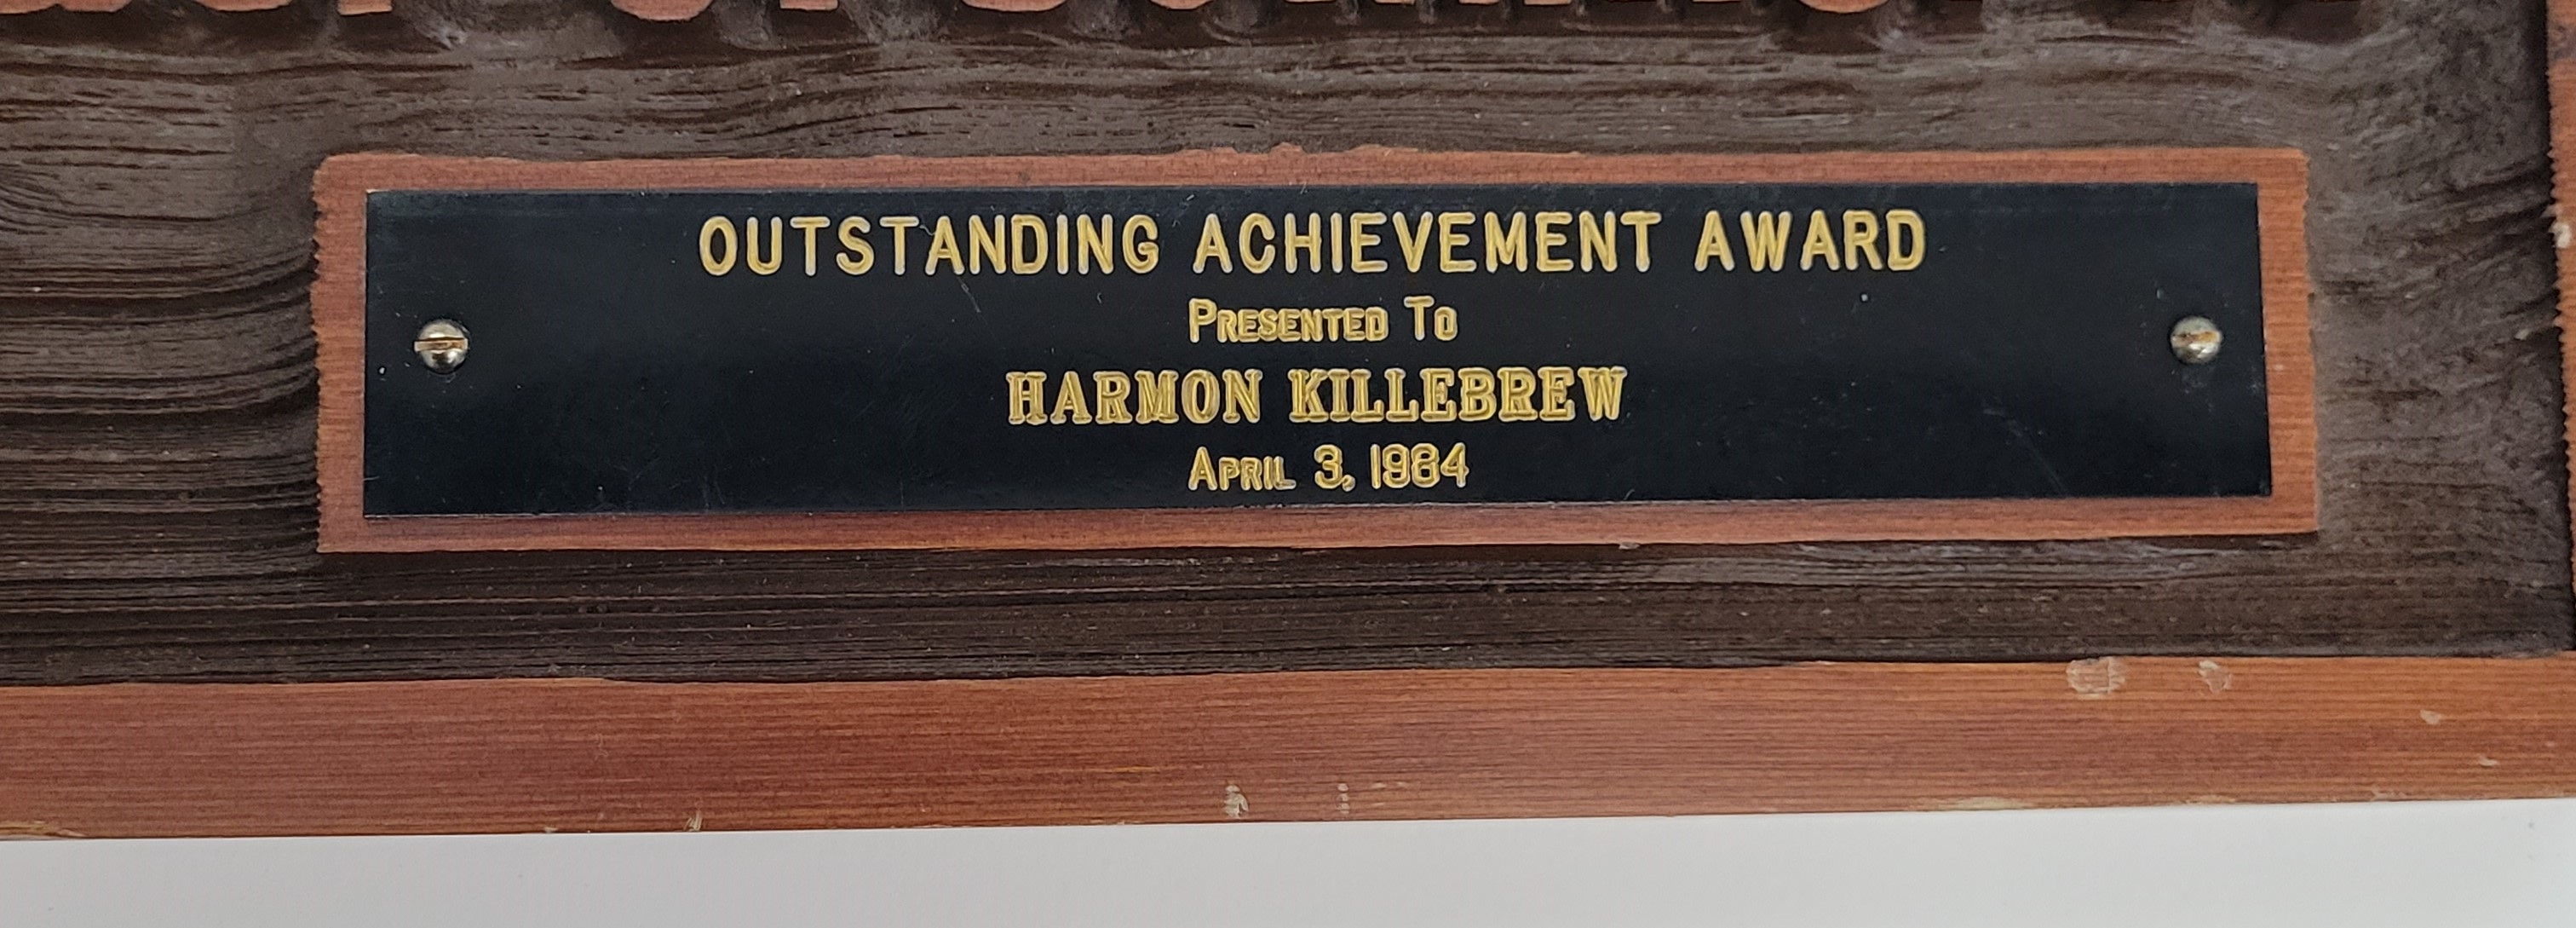 OUTSTANDING ACHIEVEMENT AWARD
PRESENTED TO
HARMON KILLEBREW
APRIL 3, 1984